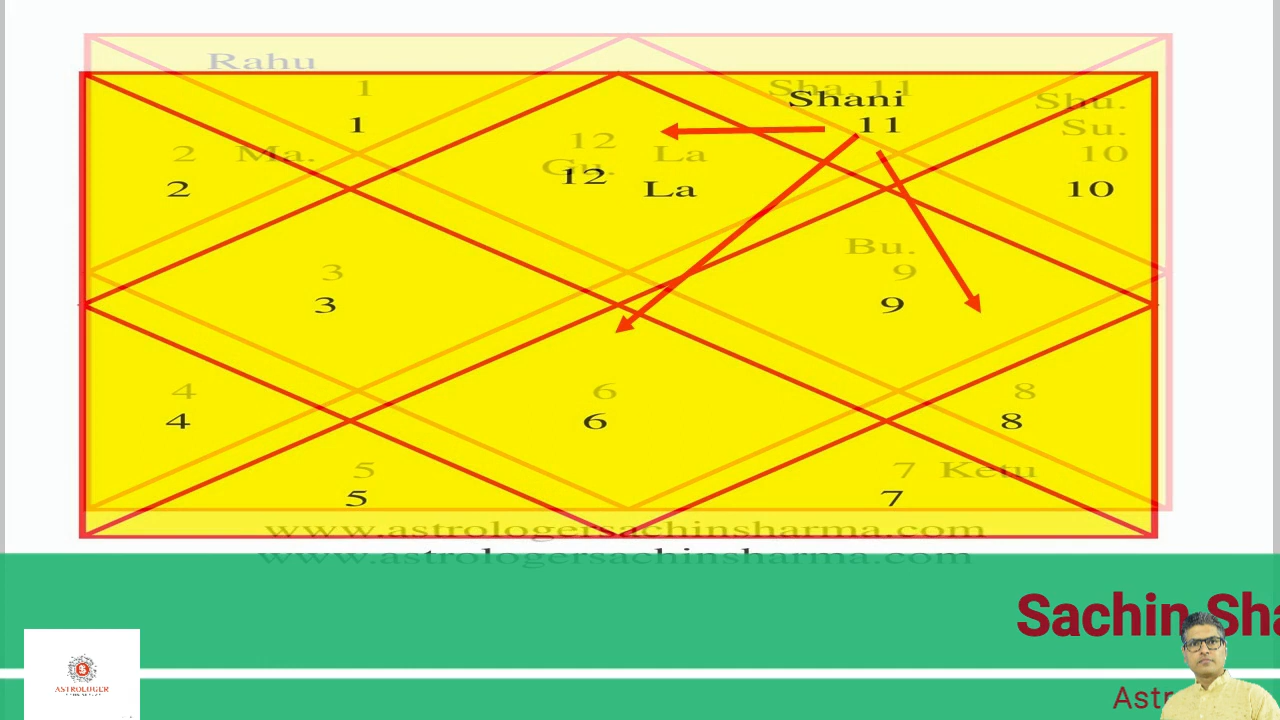 Rahu
1
Sha. 11
Shani
11
Shu.
Su.
10
1
2 Ma.
12
Gu.
La
12
La
2
10
Bu.
9
3
3
9
4
6
8
4
6
8
5
7 Ketu
5
7
www.astrologersachinsharma.com
www.astrologersachinsharma.com
Sachin Sha
Astr
ASTROLOGER